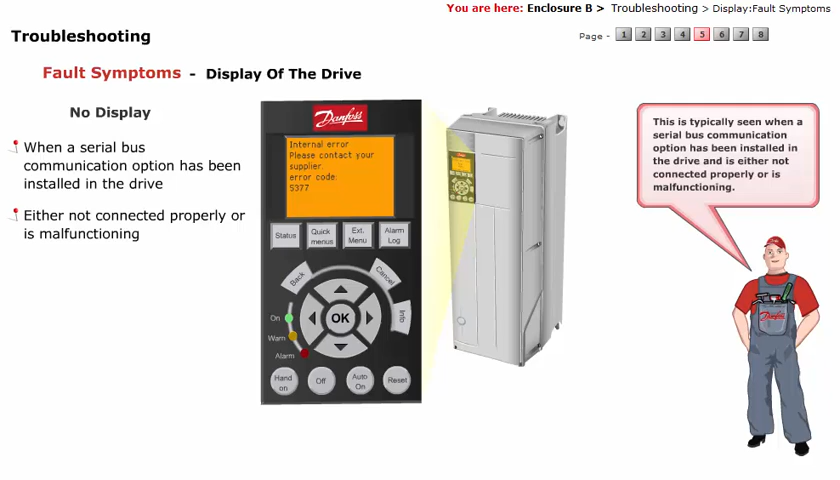 You are here: Enclosure B > Troubleshooting > Display:Fault Symptoms
Troubleshooting
Page - 1 2 3 4 5 6 7 8
Fault Symptoms - Display Of The Drive
No Display
When a serial bus
communication option has been
installed in the drive
Either not connected properly or
is malfunctioning
Danfoss
Internal error
Please contact your
supplier.
error code:
5377
Status
Quick
menus
Ext.
Menu
Alarm
Log
Back
Cancel
Info
OK
On
Warn
Alarm
Hand
on
Off
Auto
On
Reset
This is typically seen when a
serial bus communication
option has been installed in
the drive and is either not
connected properly or is
malfunctioning.
Danfoss